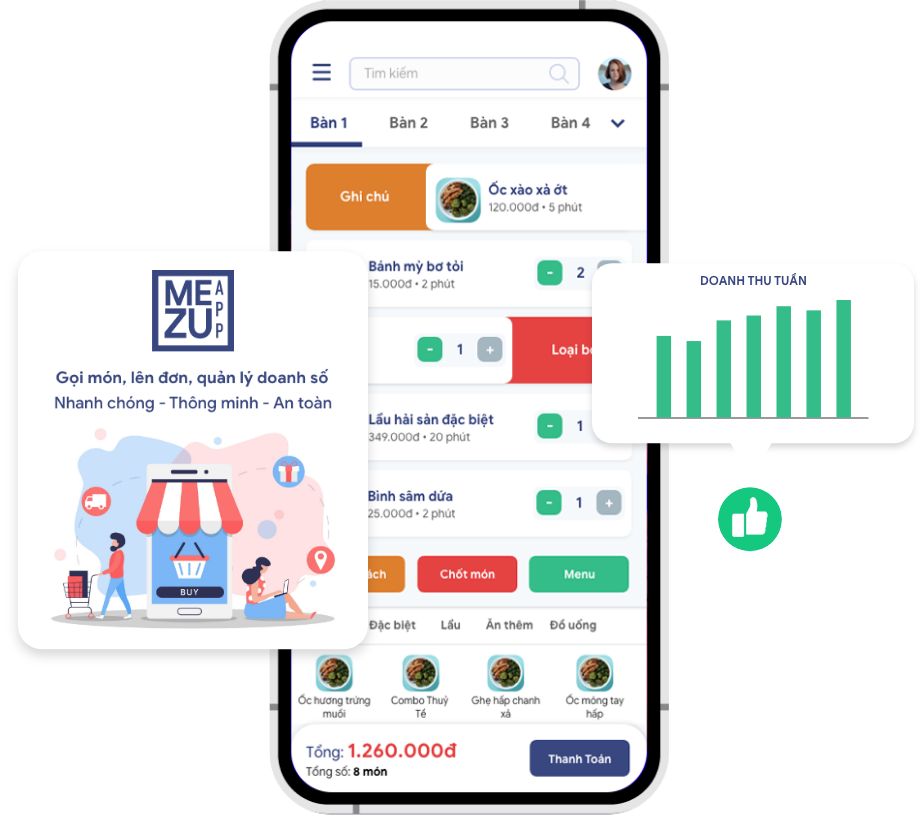 Tìm kiếm
Bàn 1
Bàn 2
Bàn 3
Bàn 4
Ghi chú
Ốc xào xả ớt
120.000đ • 5 phút
Bánh mỳ bơ tỏi
15.000đ • 2 phút
- 2
- 1 +
Loại
Lẩu hải sản đặc biệt
349.000đ • 20 phút
- 1
Bình sâm dứa
25.000đ • 2 phút
- 1 +
Chốt món
Menu
Đặc biệt
Lẩu
Ăn thêm
Đồ uống
Ốc hương trứng
muối
Combo Thuỷ
Tề
Ghẹ hấp chanh
xả
Ốc móng tay
hấp
Tổng: 1.260.000đ
Tổng số: 8 món
Thanh Toán
MEZU APP
Gọi món, lên đơn, quản lý doanh số
Nhanh chóng - Thông minh - An toàn
BUY
DOANH THU TUẦN